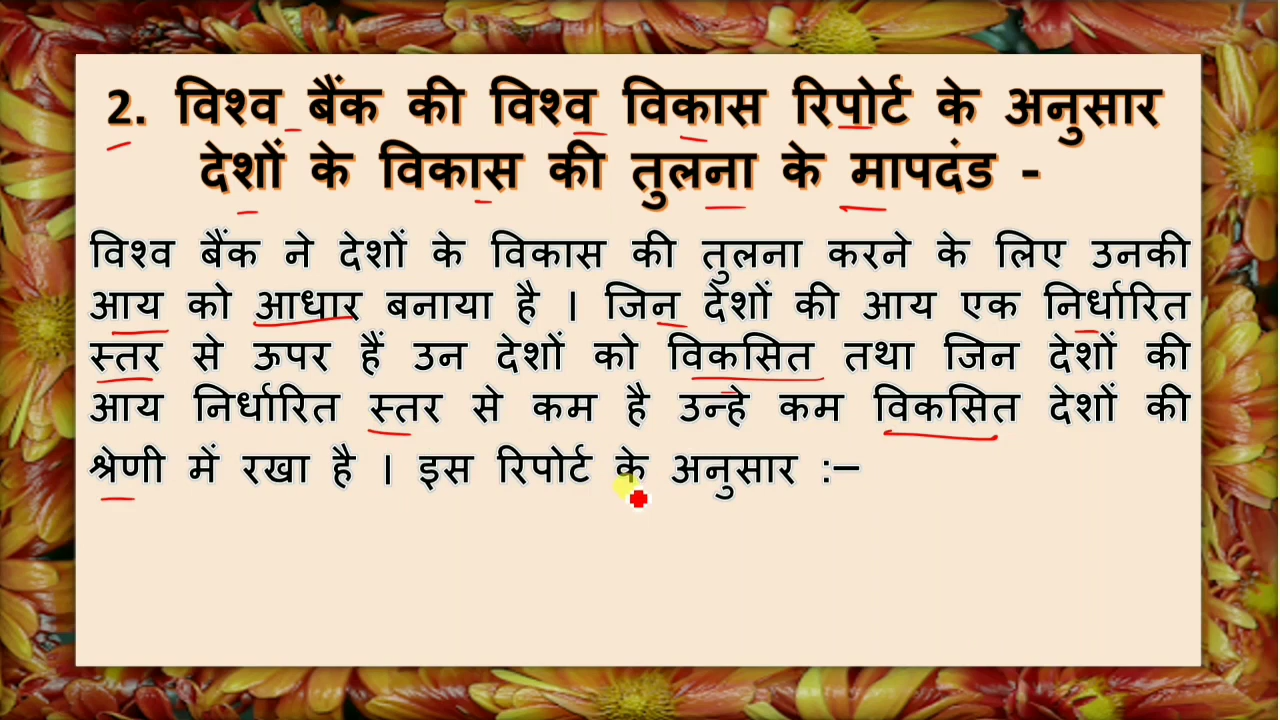 2. विश्व बैंक की विश्व विकास रिपोर्ट के अनुसार
देशों के विकास की तुलना के मापदंड -
विश्व बैंक ने देशों के विकास की तुलना करने के लिए उनकी
आय को आधार बनाया है । जिन देशों की आय एक निर्धारित
स्तर से ऊपर हैं उन देशों को विकसित तथा जिन देशों की
आय निर्धारित स्तर से कम है उन्हे कम विकसित देशों की
श्रेणी में रखा है । इस रिपोर्ट के अनुसार :–